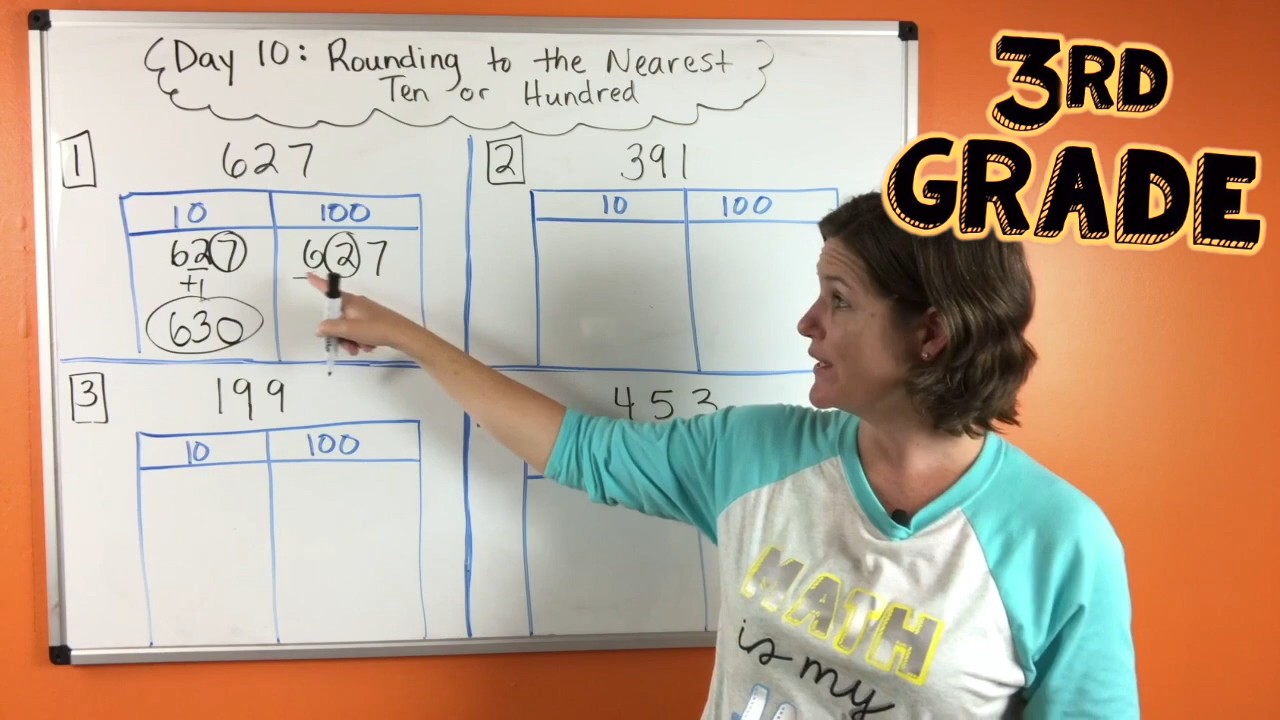 Day 10: Rounding to the Nearest
Ten or Hundred
3RD
GRADE
1
627
10 100
627 627
+1
630
2
391
10 100
3
199
10 100
453
MATH
is my